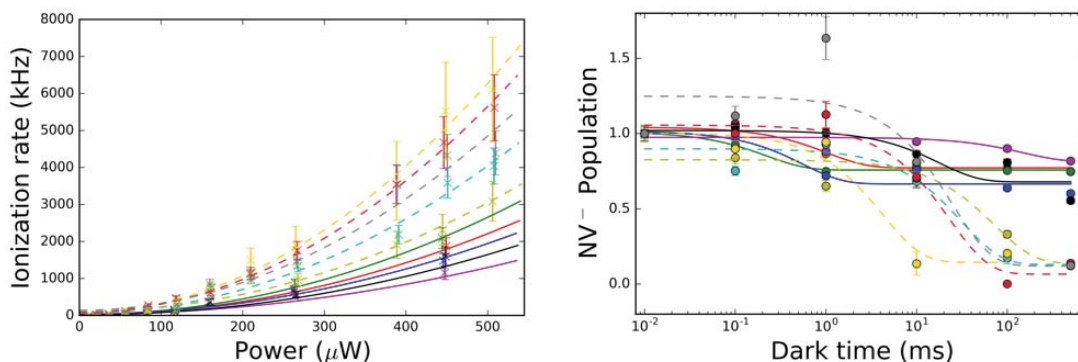 8000
7000
6000
5000
4000
3000
2000
1000
0
Ionization rate (kHz)
0 100 200 300 400 500
Power (μW)
1.5
1.0
0.5
0.0
NV− Population
10⁻² 10⁻¹ 10⁰ 10¹ 10²
Dark time (ms)